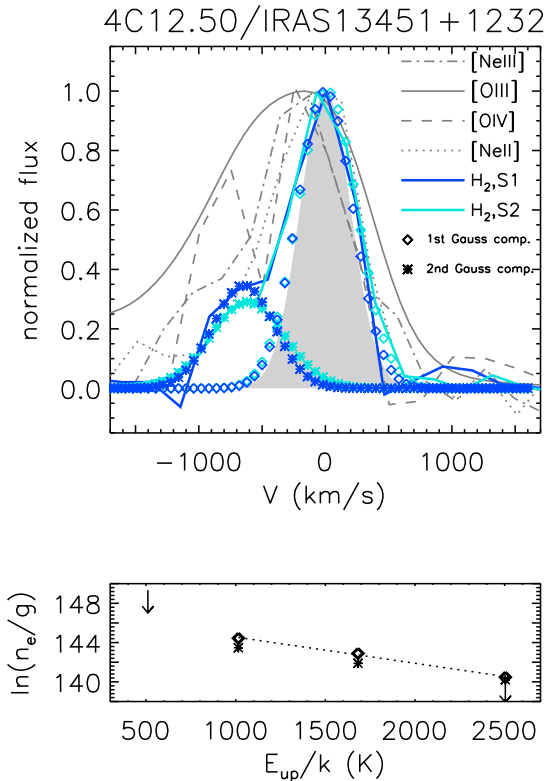 4C12.50/IRAS13451+1232
[NeIII]
[OIII]
[OIV]
[NeII]
H₂,S1
H₂,S2
1st Gauss comp.
2nd Gauss comp.
normalized flux
1.0
0.8
0.6
0.4
0.2
0.0
−1000 0 1000
V (km/s)
ln(nₑ/g)
148
144
140
500 1000 1500 2000 2500
Eᵤₚ/k (K)